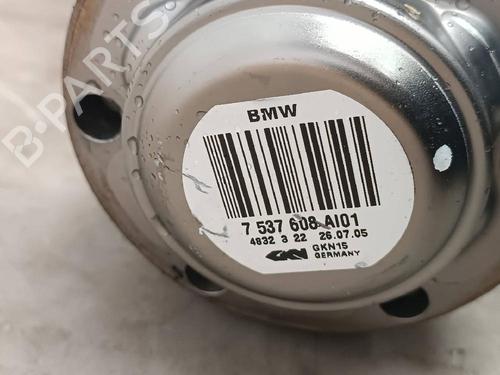 B-PARTS
BMW
7 537 608 AI01
4832 3 22 26.07.05
GKN
GKN15
GERMANY